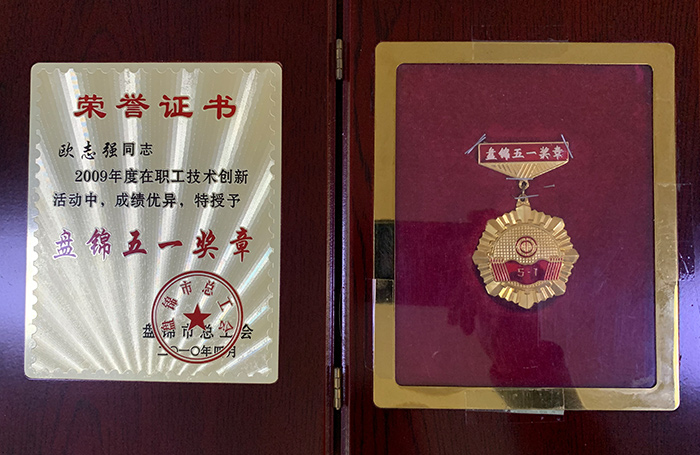 荣誉证书
欧志强同志
2009年度在职工技术创新
活动中，成绩优异，特授予
盘锦五一奖章
盘锦市总工会
盘锦市总工会
二〇一〇年四月
盘锦五一奖章
5·1